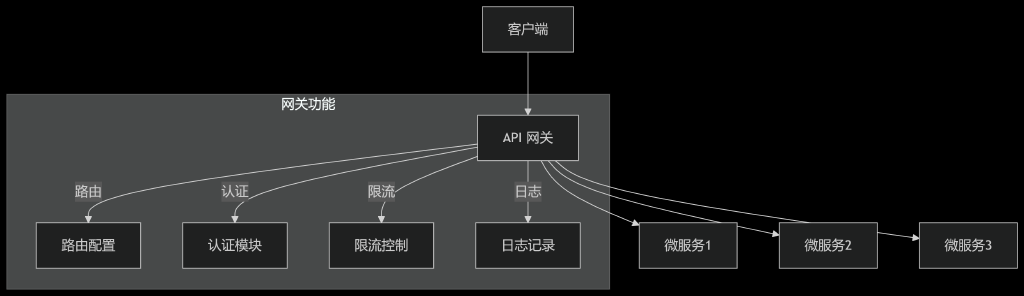 客户端
网关功能
API 网关
路由
认证
限流
日志
路由配置
认证模块
限流控制
日志记录
微服务1
微服务2
微服务3